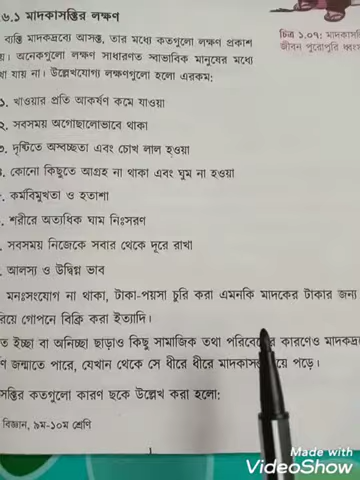 ৬.১ মাদকাসক্তির লক্ষণ
ব্যক্তি মাদকদ্রব্যে আসক্ত, তার মধ্যে কতগুলো লক্ষণ প্রকাশ
অনেকগুলো লক্ষণ সাধারণত স্বাভাবিক মানুষের মধ্যে
যায় না। উল্লেখযোগ্য লক্ষণগুলো হলো এরকম:
১. খাওয়ার প্রতি আকর্ষণ কমে যাওয়া
২. সবসময় অগোছালোভাবে থাকা
৩. দৃষ্টিতে অস্বচ্ছতা এবং চোখ লাল হওয়া
কোনো কিছুতে আগ্রহ না থাকা এবং ঘুম না হওয়া
কর্মবিমুখতা ও হতাশা
শরীরে অত্যধিক ঘাম নিঃসরণ
সবসময় নিজেকে সবার থেকে দূরে রাখা
আলস্য ও উদ্বিগ্ন ভাব
মনঃসংযোগ না থাকা, টাকা-পয়সা চুরি করা এমনকি মাদকের টাকার জন্য
গোপনে বিক্রি করা ইত্যাদি।
ইচ্ছা বা অনিচ্ছা ছাড়াও কিছু সামাজিক তথা কারণেও
জন্মাতে পারে, যেখান থেকে সে ধীরে ধীরে পড়ে।
কতগুলো কারণ ছকে উল্লেখ করা হলো:
বিজ্ঞান, ৯ম-১০ম শ্রেণি
চিত্র ১.০৭:
জীবন পুরোপুরি
Made with
VideoShow